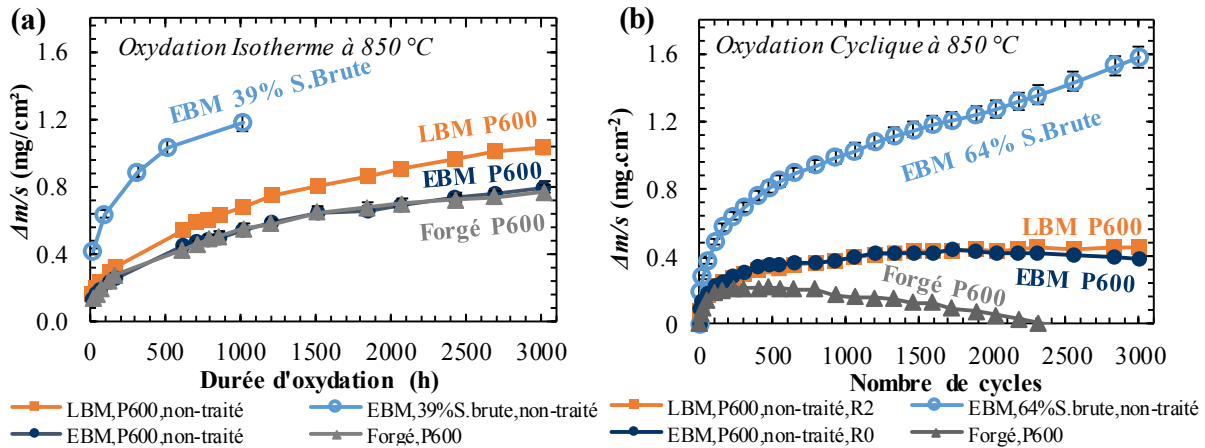 (a)
Oxydation Isotherme à 850 °C
EBM 39% S.Brute
LBM P600
EBM P600
Forgé P600
Δm/s (mg/cm²)
1.6
1.2
0.8
0.4
0.0
0 500 1000 1500 2000 2500 3000
Durée d'oxydation (h)
LBM,P600,non-traité
EBM,39%S.brute,non-traité
EBM,P600,non-traité
Forgé,P600
(b)
Oxydation Cyclique à 850 °C
EBM 64% S.Brute
LBM P600
EBM P600
Forgé P600
Δm/s (mg.cm⁻²)
1.6
1.2
0.8
0.4
0
0 500 1000 1500 2000 2500 3000
Nombre de cycles
LBM,P600,non-traité,R2
EBM,64%S.brute,non-traité
EBM,P600,non-traité,R0
Forgé,P600